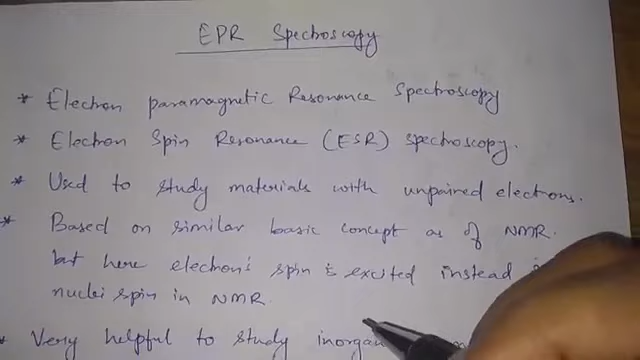 EPR Spectroscopy
* Electron paramagnetic Resonance Spectroscopy
* Electron Spin Resonance (ESR) spectroscopy.
* Used to study materials with unpaired electrons.
* Based on similar basic concept as of NMR.
but here electron's spin is excited instead
nuclei spin in NMR.
* Very helpful to study